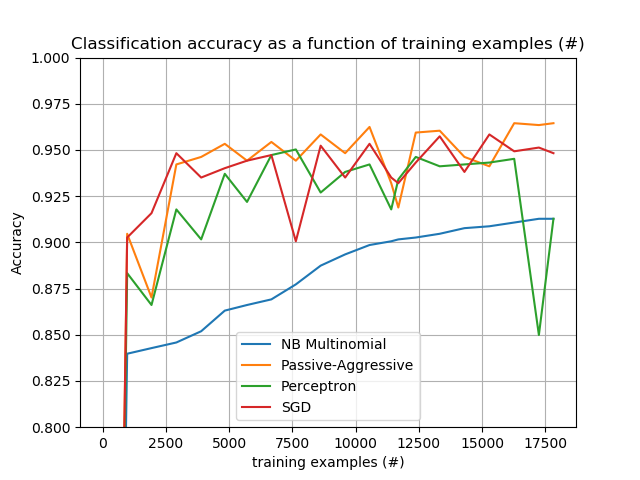 Classification accuracy as a function of training examples (#)
1.000
0.975
0.950
0.925
0.900
0.875
0.850
0.825
0.800
Accuracy
NB Multinomial
Passive-Aggressive
Perceptron
SGD
0 2500 5000 7500 10000 12500 15000 17500
training examples (#)